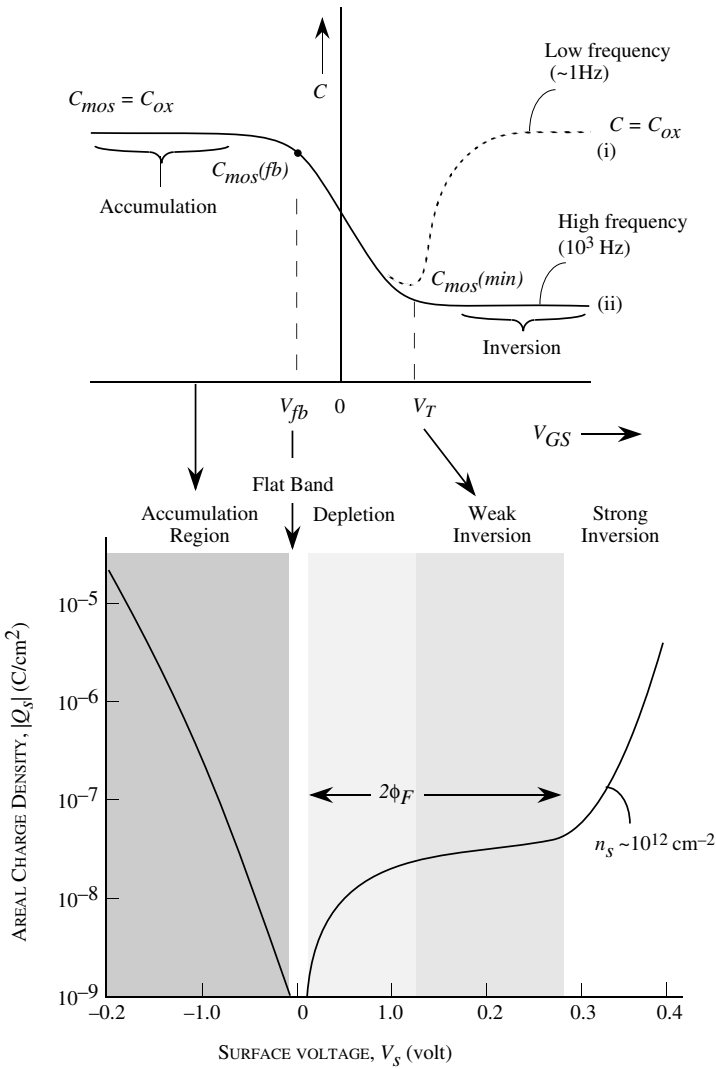 Low frequency
(~1Hz)
C
C_mos = C_ox
C = C_ox
(i)
C_mos(fb)
Accumulation
High frequency
(10^3 Hz)
C_mos(min)
(ii)
Inversion
V_fb
0
V_T
V_GS
Flat Band
Accumulation
Region
Depletion
Weak
Inversion
Strong
Inversion
10^–5
10^–6
10^–7
10^–8
10^–9
AREAL CHARGE DENSITY, |Q_s| (C/cm^2)
2ϕ_F
n_s ~10^12 cm^–2
–0.2
–1.0
0
1.0
0.2
0.3
0.4
SURFACE VOLTAGE, V_s (volt)